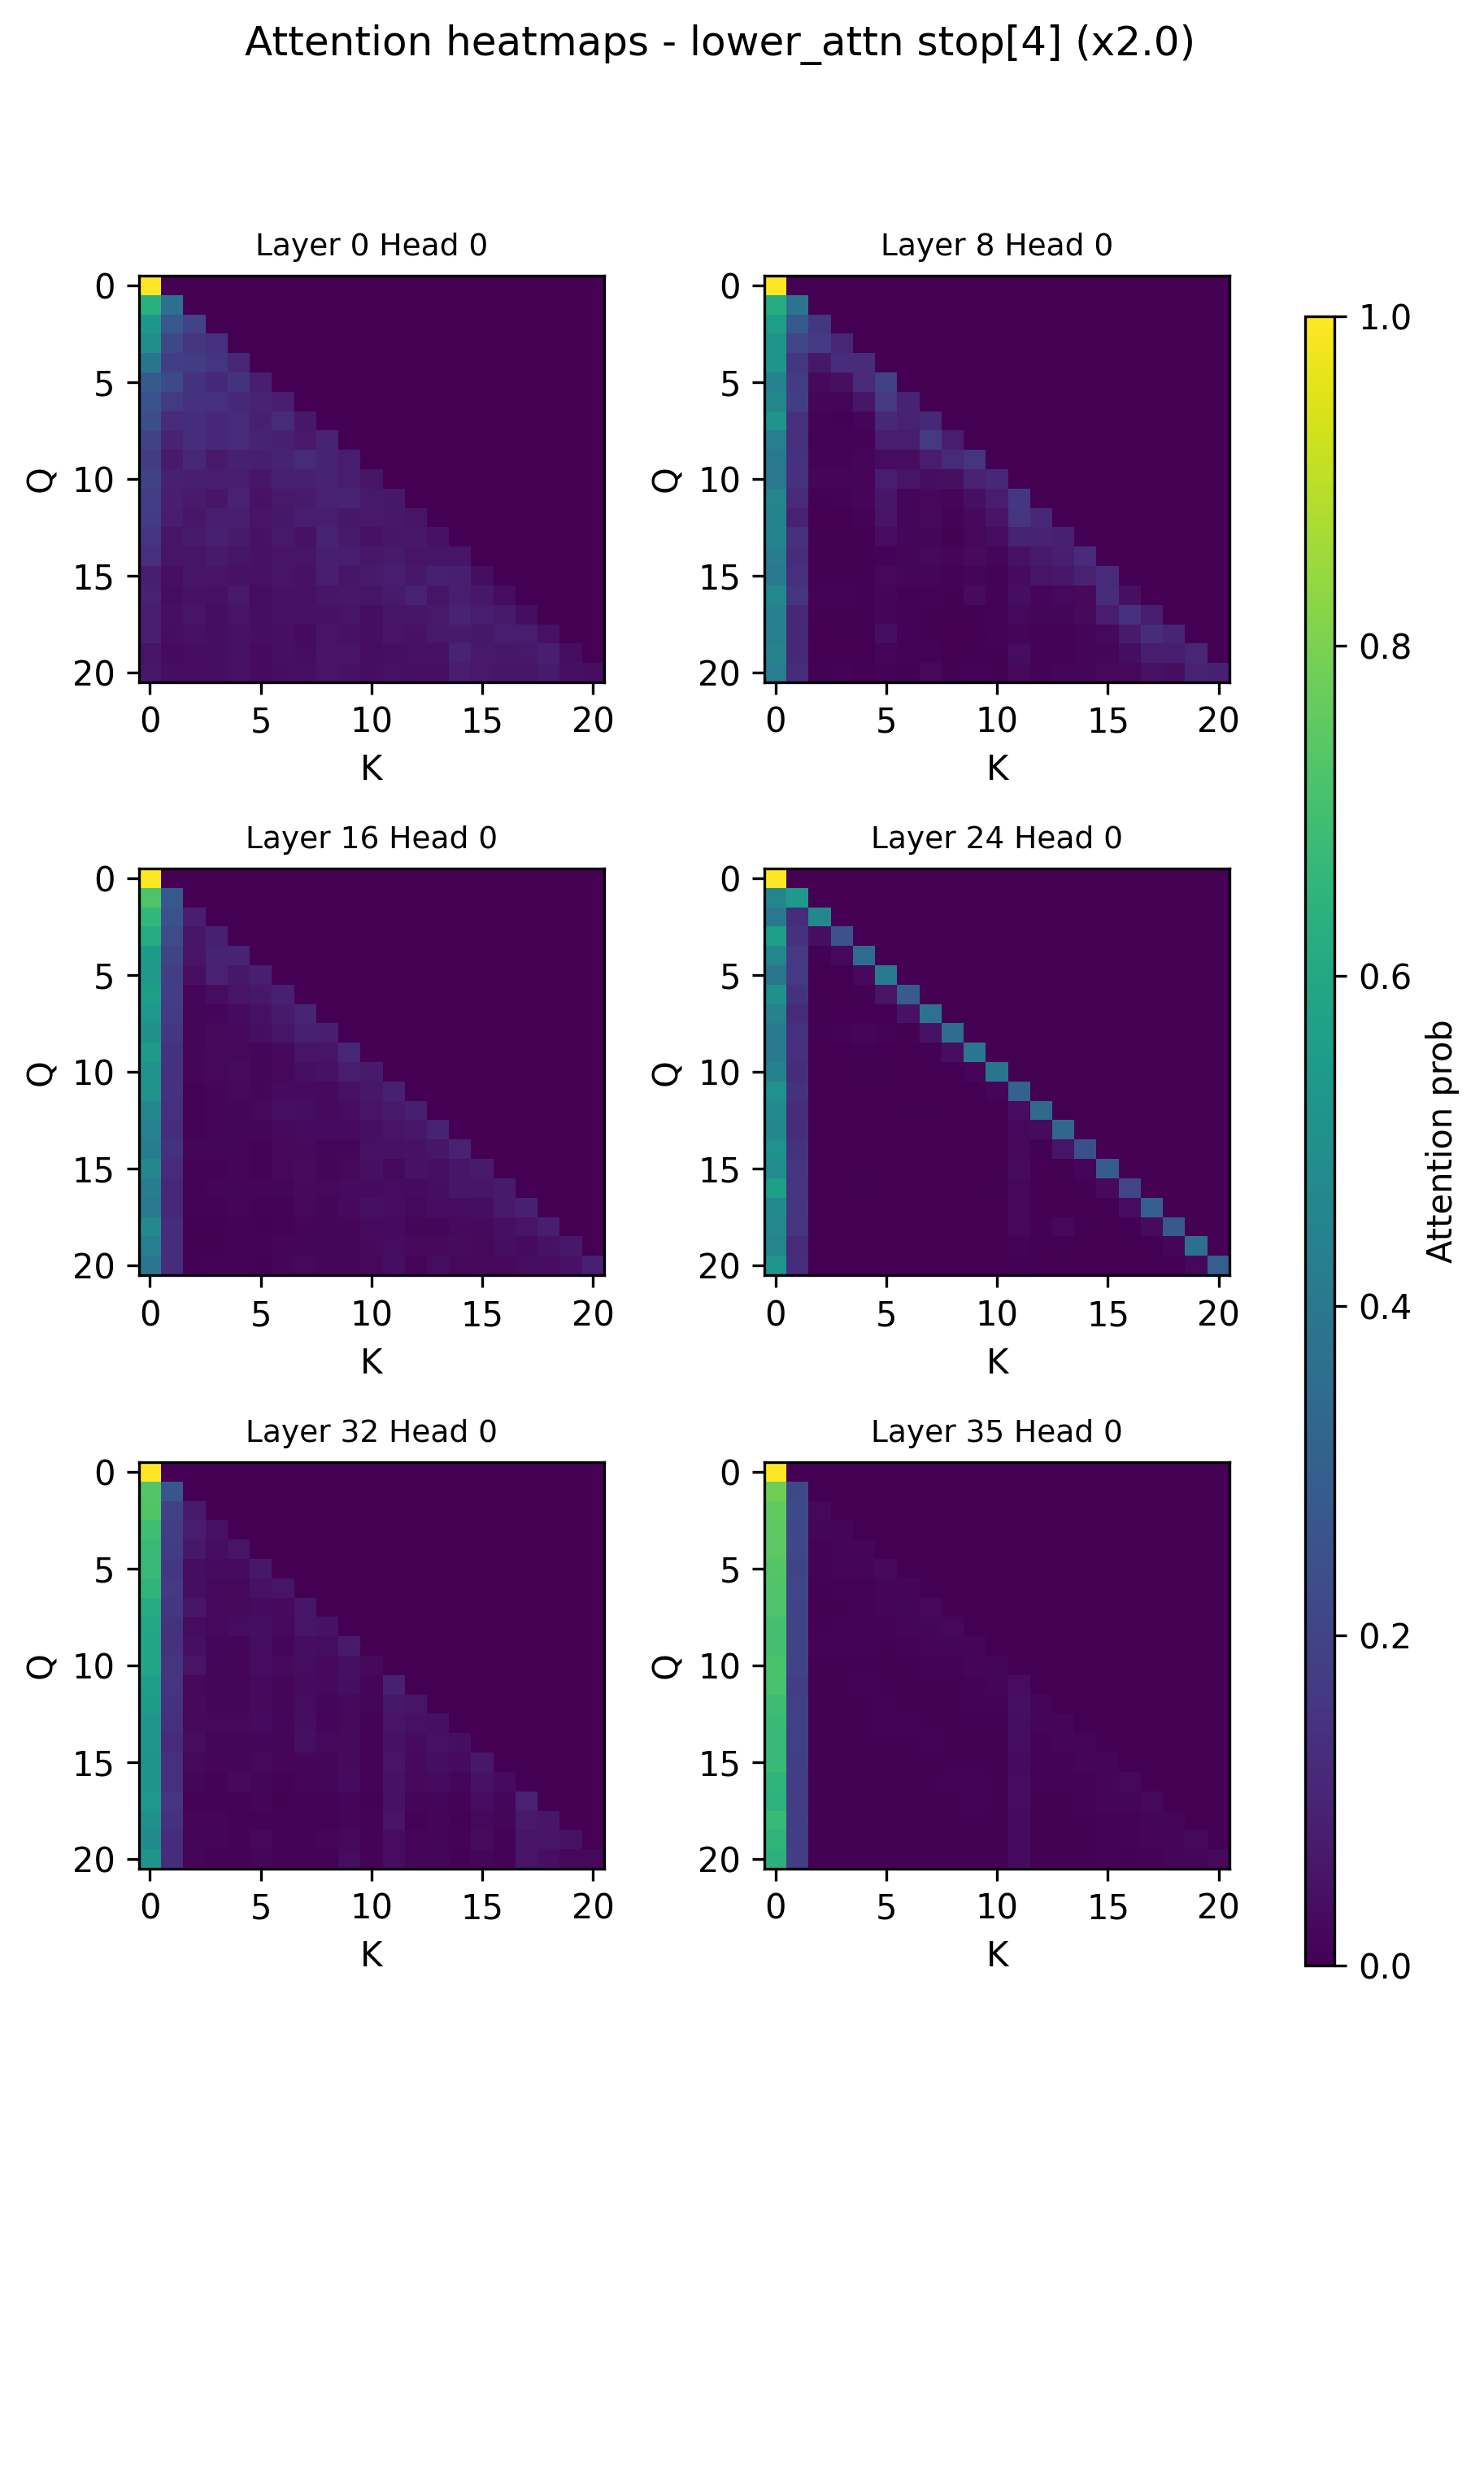 Attention heatmaps - lower_attn stop[4] (x2.0)
Layer 0 Head 0
0
5
10
15
20
Q
0 5 10 15 20
K
Layer 8 Head 0
0
5
10
15
20
Q
0 5 10 15 20
K
Layer 16 Head 0
0
5
10
15
20
Q
0 5 10 15 20
K
Layer 24 Head 0
0
5
10
15
20
Q
0 5 10 15 20
K
Layer 32 Head 0
0
5
10
15
20
Q
0 5 10 15 20
K
Layer 35 Head 0
0
5
10
15
20
Q
0 5 10 15 20
K
1.0
0.8
0.6
0.4
0.2
0.0
Attention prob